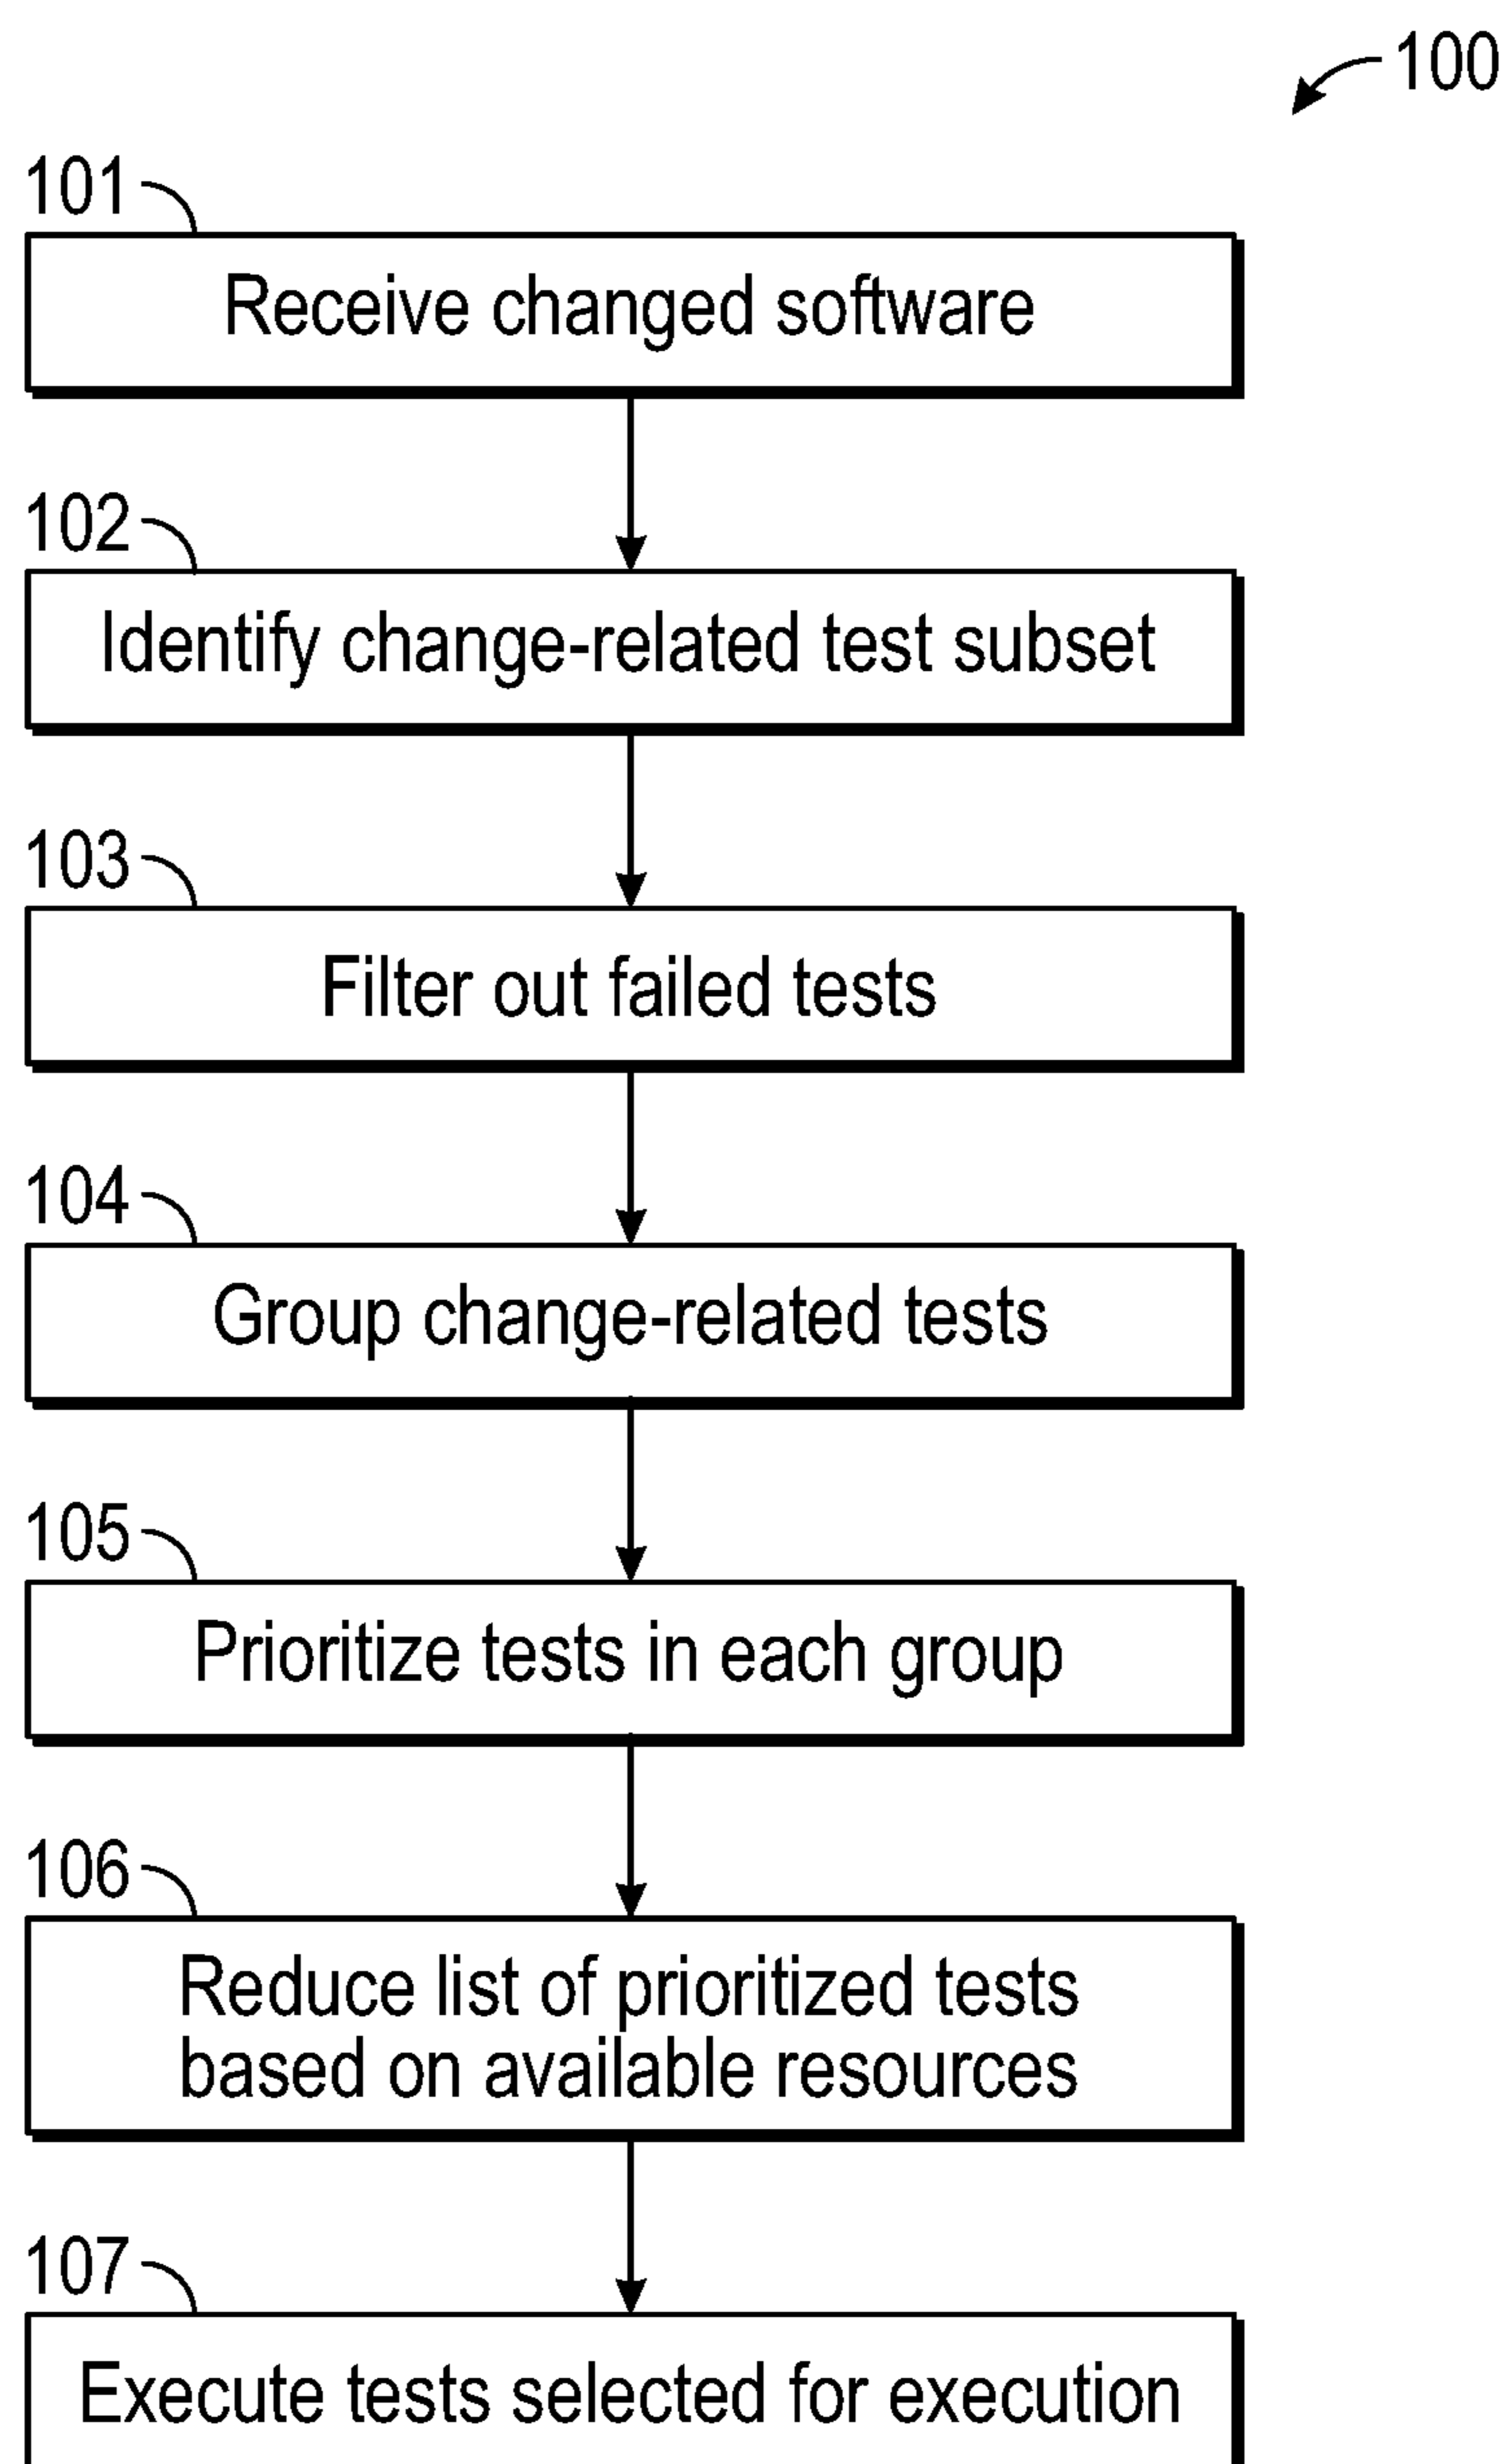 100
101
Receive changed software
102
Identify change-related test subset
103
Filter out failed tests
104
Group change-related tests
105
Prioritize tests in each group
106
Reduce list of prioritized tests
based on available resources
107
Execute tests selected for execution